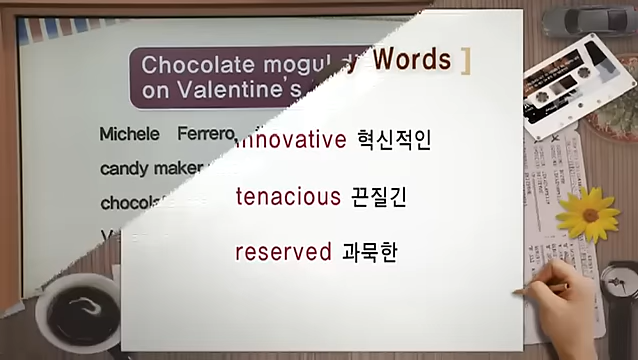 Chocolate mogul
on Valentine's
Words ]
Michele Ferrero
candy maker
innovative 혁신적인
tenacious 끈질긴
reserved 과묵한